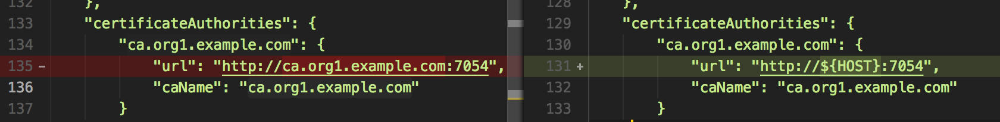 132 },
133 "certificateAuthorities": {
134 "ca.org1.example.com": {
135 - "url": "http://ca.org1.example.com:7054",
136 "caName": "ca.org1.example.com"
137 }
128 },
129 "certificateAuthorities": {
130 "ca.org1.example.com": {
131 + "url": "http://${HOST}:7054",
132 "caName": "ca.org1.example.com"
133 }